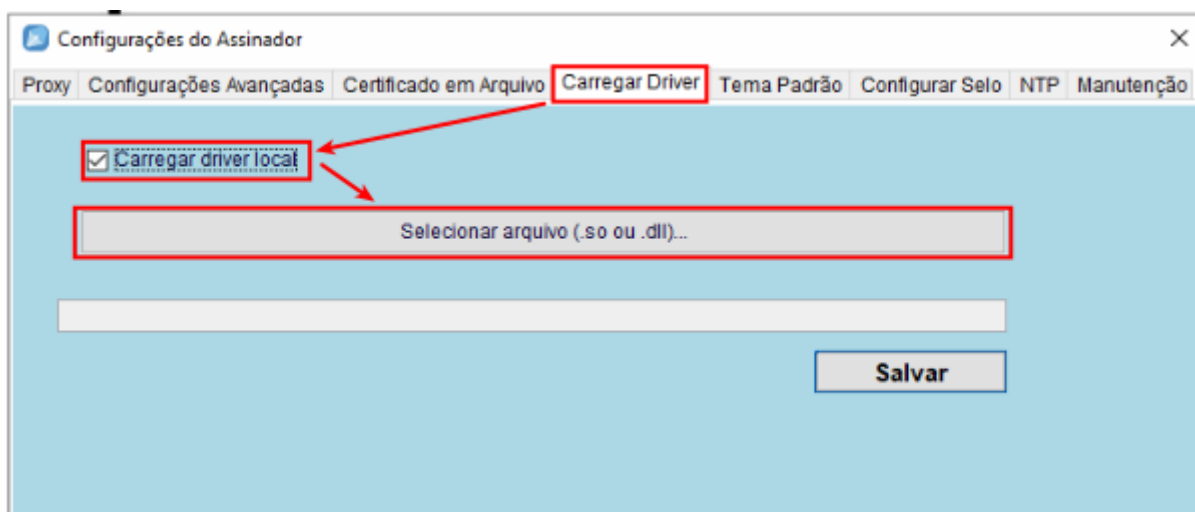 Configurações do Assinador
Proxy Configurações Avançadas Certificado em Arquivo Carregar Driver Tema Padrão Configurar Selo NTP Manutenção
Carregar driver local
Selecionar arquivo (.so ou .dll)...
Salvar